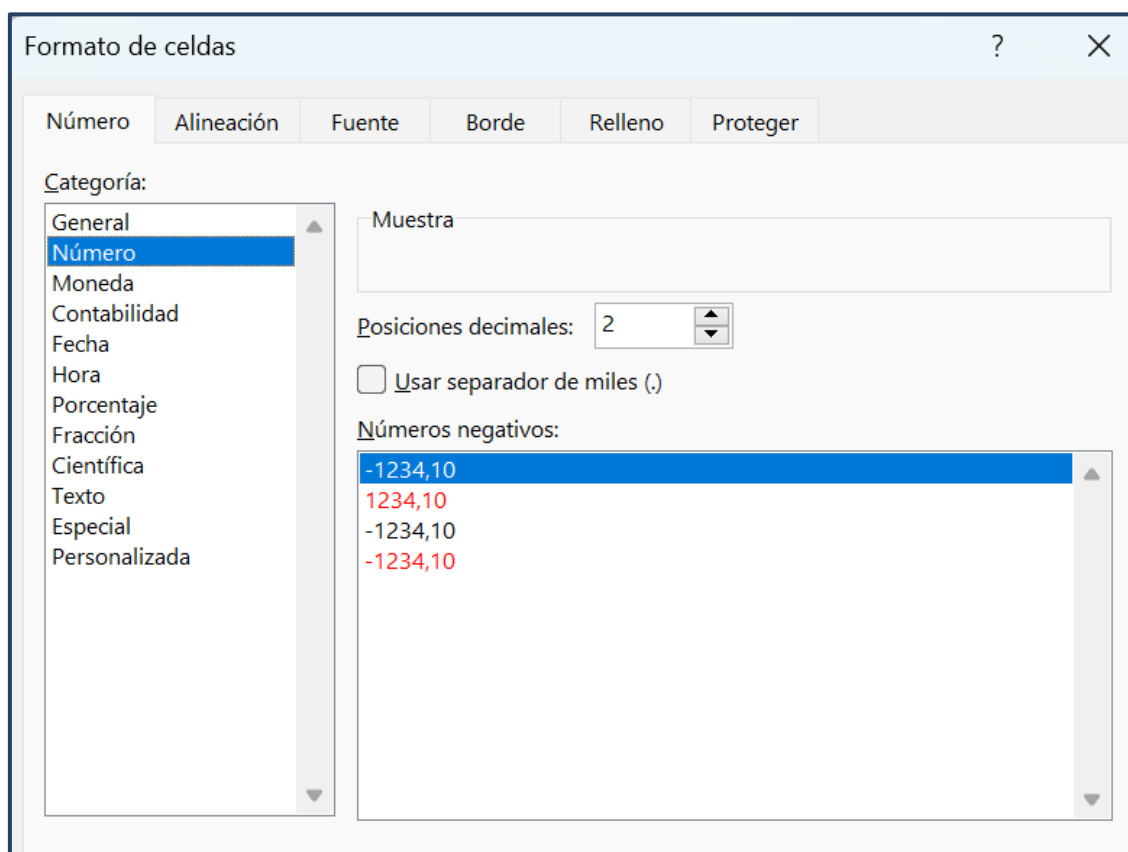 Formato de celdas ?
Número Alineación Fuente Borde Relleno Proteger
Categoría:
General
Número
Moneda
Contabilidad
Fecha
Hora
Porcentaje
Fracción
Científica
Texto
Especial
Personalizada
Muestra
Posiciones decimales: 2
Usar separador de miles (.)
Números negativos:
-1234,10
1234,10
-1234,10
-1234,10